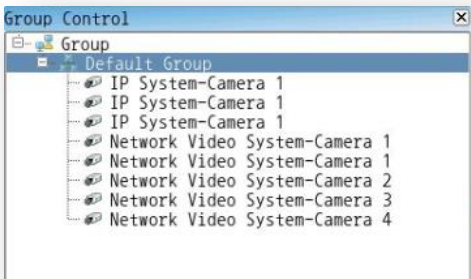 Group Control
Group
Default Group
IP System-Camera 1
IP System-Camera 1
IP System-Camera 1
Network Video System-Camera 1
Network Video System-Camera 1
Network Video System-Camera 2
Network Video System-Camera 3
Network Video System-Camera 4